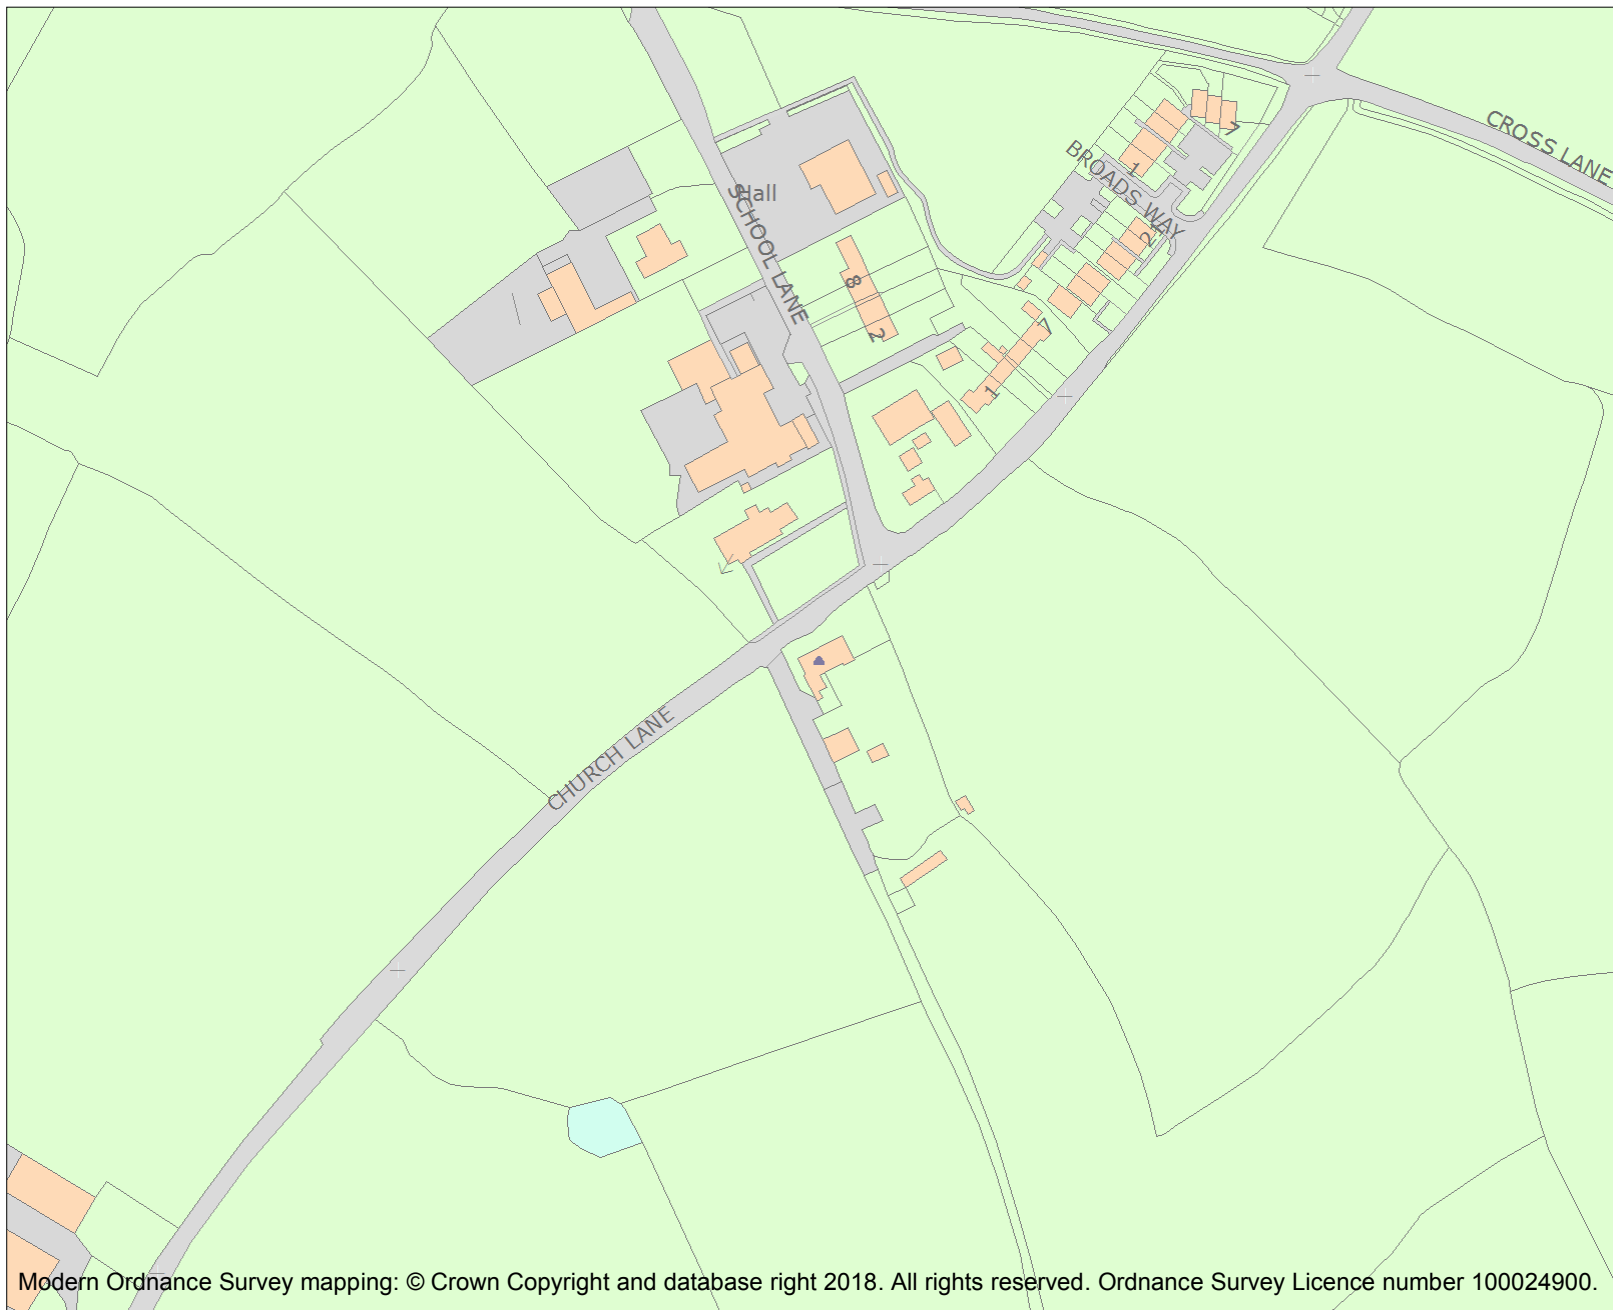 CROSS LANE
7
1
BROADS WAY
2
Hall
SCHOOL LANE
8
2
7
1
CHURCH LANE
Modern Ordnance Survey mapping: © Crown Copyright and database right 2018. All rights reserved. Ordnance Survey Licence number 100024900.